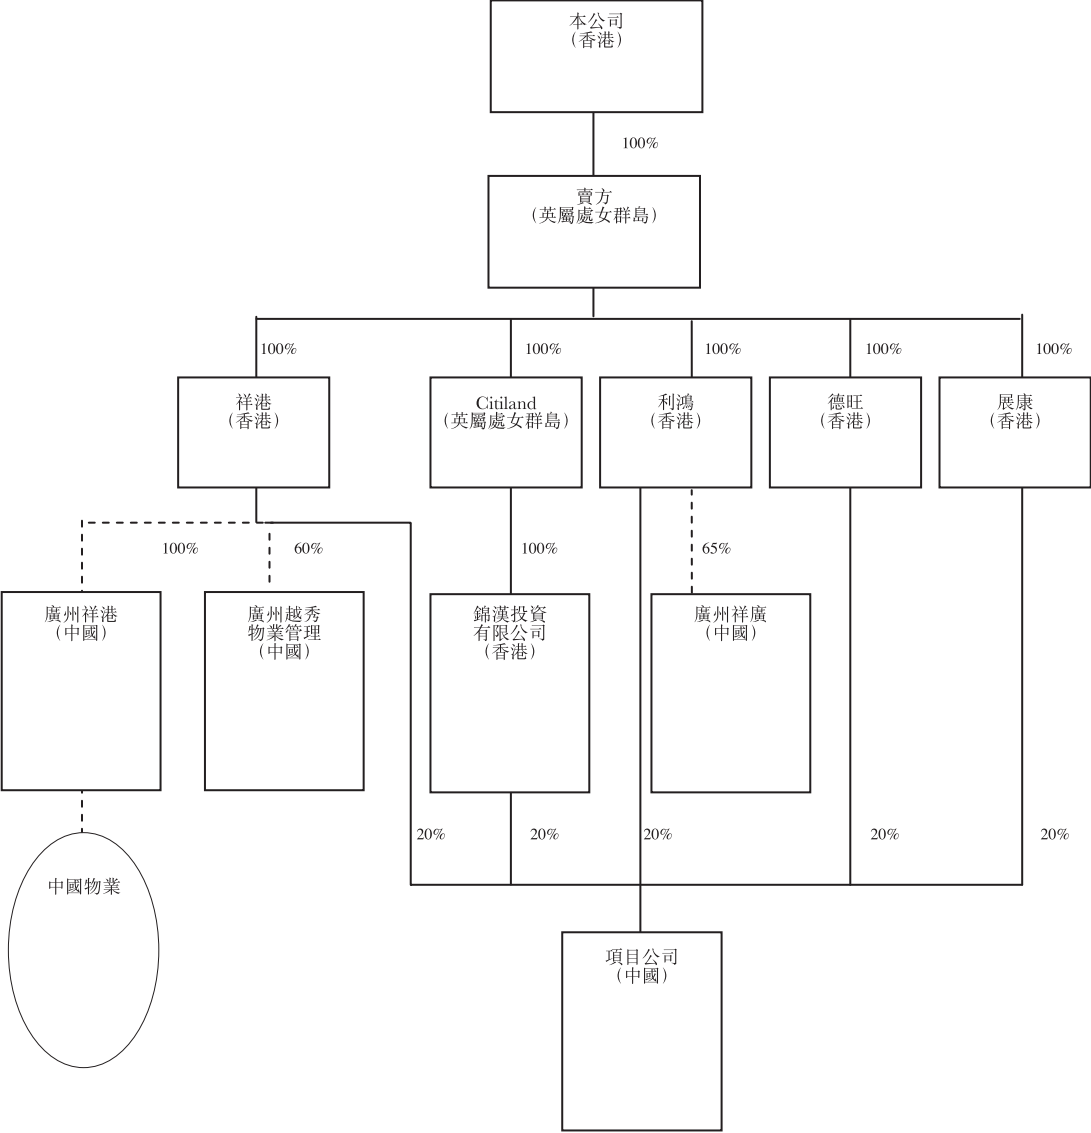 本公司
（香港）
100%
賣方
（英屬處女群島）
100%
100%
100%
100%
100%
祥港
（香港）
Citiland
（英屬處女群島）
利鴻
（香港）
德旺
（香港）
展康
（香港）
100%
60%
100%
65%
廣州祥港
（中國）
廣州越秀
物業管理
（中國）
錦漢投資
有限公司
（香港）
廣州祥廣
（中國）
20%
20%
20%
20%
20%
中國物業
項目公司
（中國）